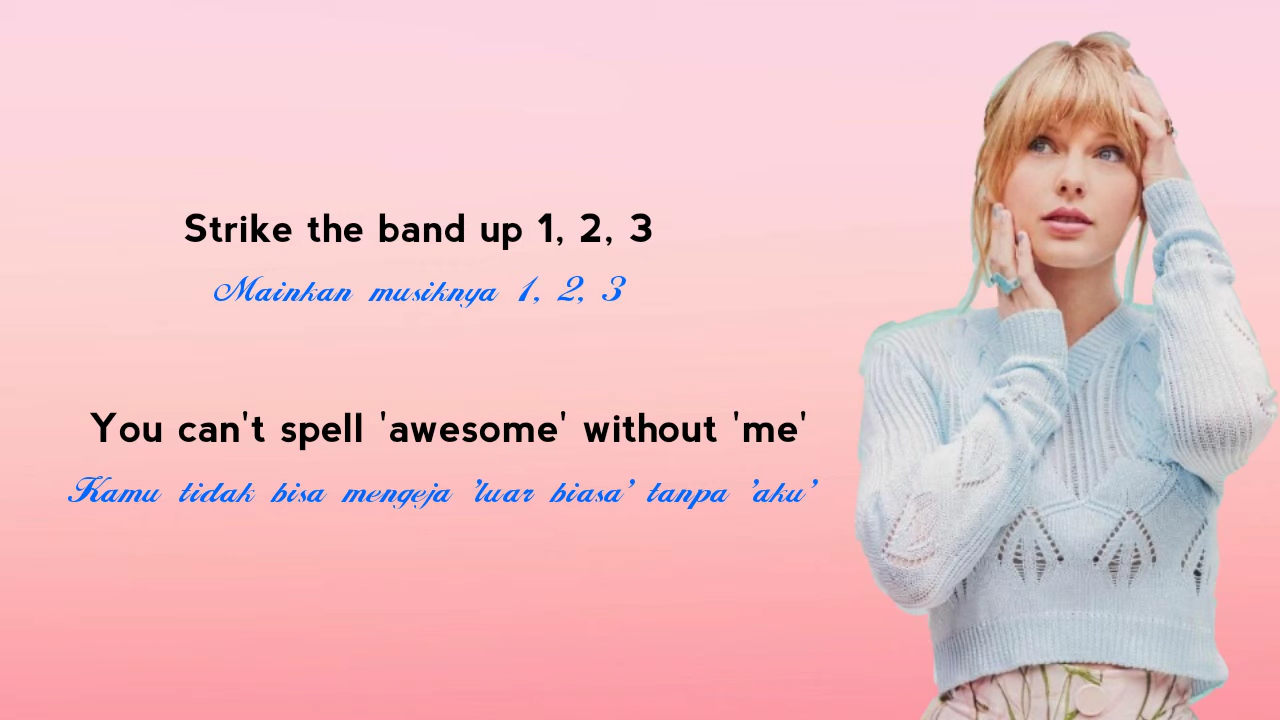 Strike the band up 1, 2, 3
Mainkan musiknya 1, 2, 3
You can't spell 'awesome' without 'me'
Kamu tidak bisa mengeja 'luar biasa' tanpa 'aku'